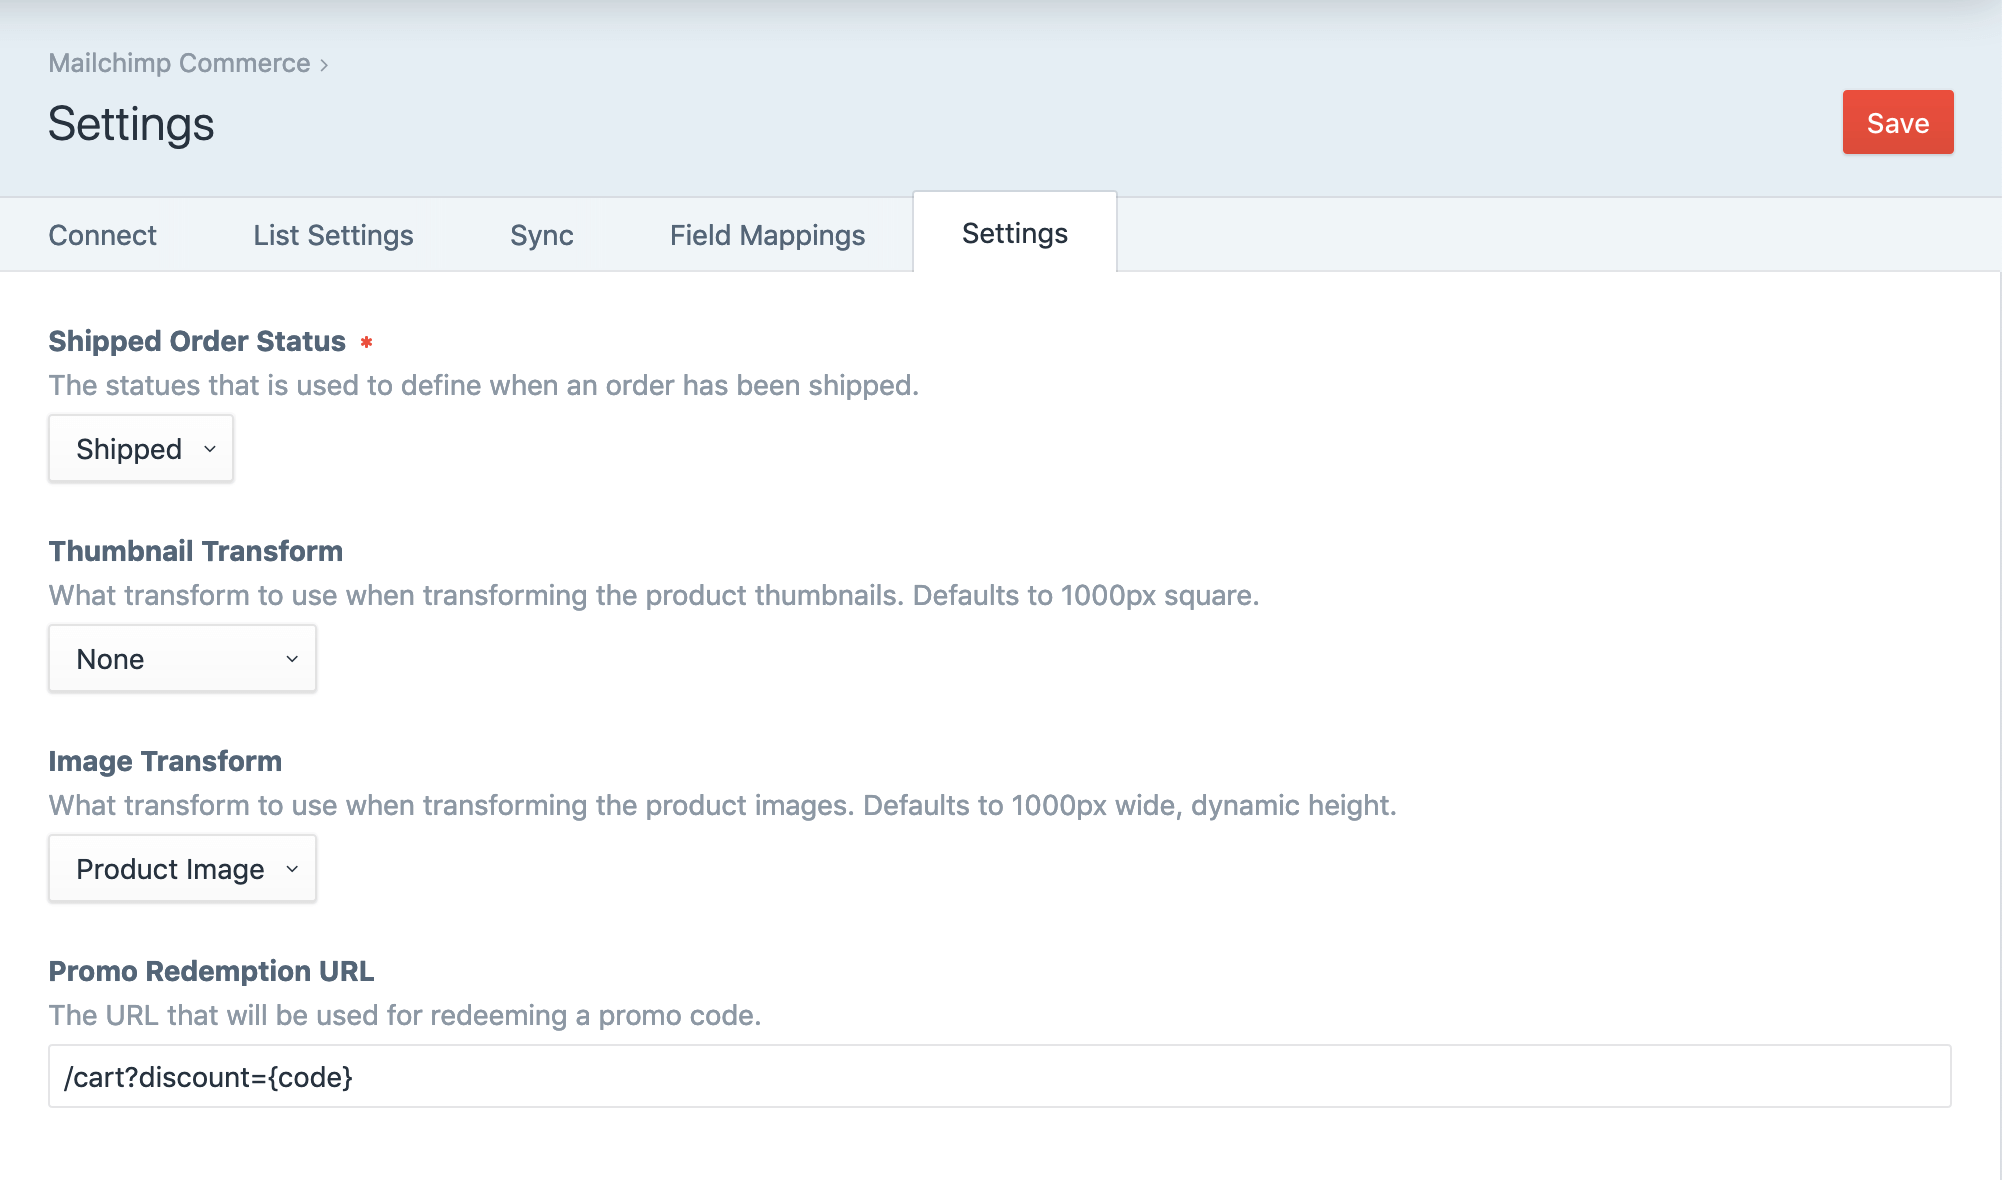 Mailchimp Commerce ›
Settings
Save
Connect
List Settings
Sync
Field Mappings
Settings
Shipped Order Status *
The statues that is used to define when an order has been shipped.
Shipped
Thumbnail Transform
What transform to use when transforming the product thumbnails. Defaults to 1000px square.
None
Image Transform
What transform to use when transforming the product images. Defaults to 1000px wide, dynamic height.
Product Image
Promo Redemption URL
The URL that will be used for redeeming a promo code.
/cart?discount={code}